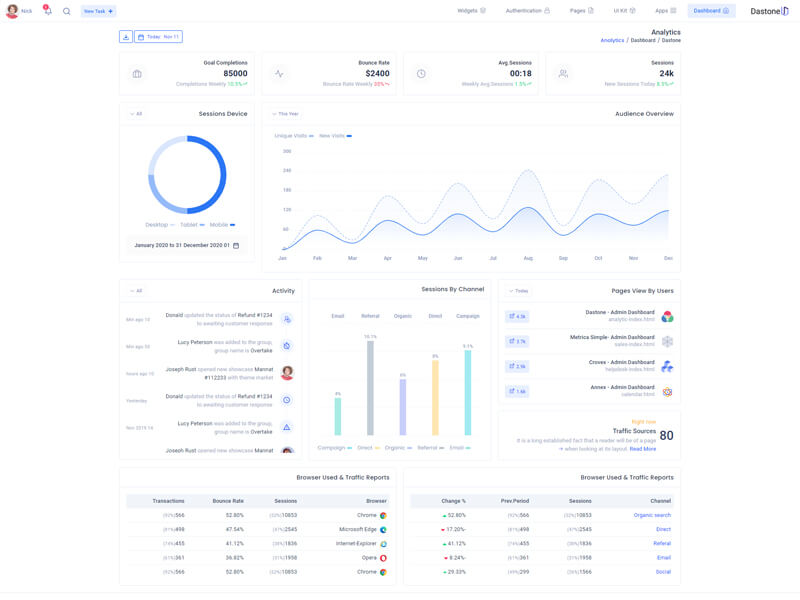 Nick
New Task +
Widgets
Authentication
Pages
UI Kit
Apps
Dashboard
Dastone
Today: Nov 11
Analytics
Analytics / Dashboard / Dastone
Goal Completions
85000
Completions Weekly 10.5%
Bounce Rate
$2400
Bounce Rate Weekly 35%
Avg.Sessions
00:18
Weekly Avg.Sessions 1.5%
Sessions
24k
New Sessions Today 8.5%
All
Sessions Device
Desktop
Tablet
Mobile
January 2020 to 31 December 2020 01
This Year
Audience Overview
Unique Visits
New Visits
300
240
180
120
60
0
Jan Feb Mar Apr May Jun Jul Aug Sep Oct Nov Dec
All
Activity
Min ago 10
Donald updated the status of Refund #1234
to awaiting customer response
Min ago 50
Lucy Peterson was added to the group,
group name is Overtake
hours ago 10
Joseph Rust opened new showcase Mannat
#112233 with theme market
Yesterday
Donald updated the status of Refund #1234
to awaiting customer response
Nov 2019 14
Lucy Peterson was added to the group,
group name is Overtake
Joseph Rust opened new showcase Mannat
Sessions By Channel
Email Referral Organic Direct Campaign
4%
10.1%
6%
8%
9.1%
Campaign Direct Organic Referral Email
Today
Pages View By Users
4.3k
Dastone - Admin Dashboard
analytic-index.html
3.7k
Metrica Simple- Admin Dashboard
sales-index.html
2.9k
Crovex - Admin Dashboard
helpdesk-index.html
1.6k
Annex - Admin Dashboard
calendar.html
Right now
80
Traffic Sources
It is a long established fact that a reader will be of a page
when looking at its layout. Read More
Browser Used & Traffic Reports
Transactions Bounce Rate Sessions Browser
(92%)566 52.80% (52%)10853 Chrome
(81%)498 47.54% (47%)2545 Microsoft Edge
(74%)455 41.12% (38%)1836 Internet-Explorer
(61%)361 36.82% (31%)1958 Opera
(92%)566 52.80% (52%)10853 Chrome
Browser Used & Traffic Reports
Change % Prev.Period Sessions Channel
52.80% (92%)566 (52%)10853 Organic search
17.20%- (81%)498 (47%)2545 Direct
41.12% (74%)455 (38%)1836 Referal
8.24%- (61%)361 (31%)1958 Email
29.33% (49%)299 (36%)1566 Social